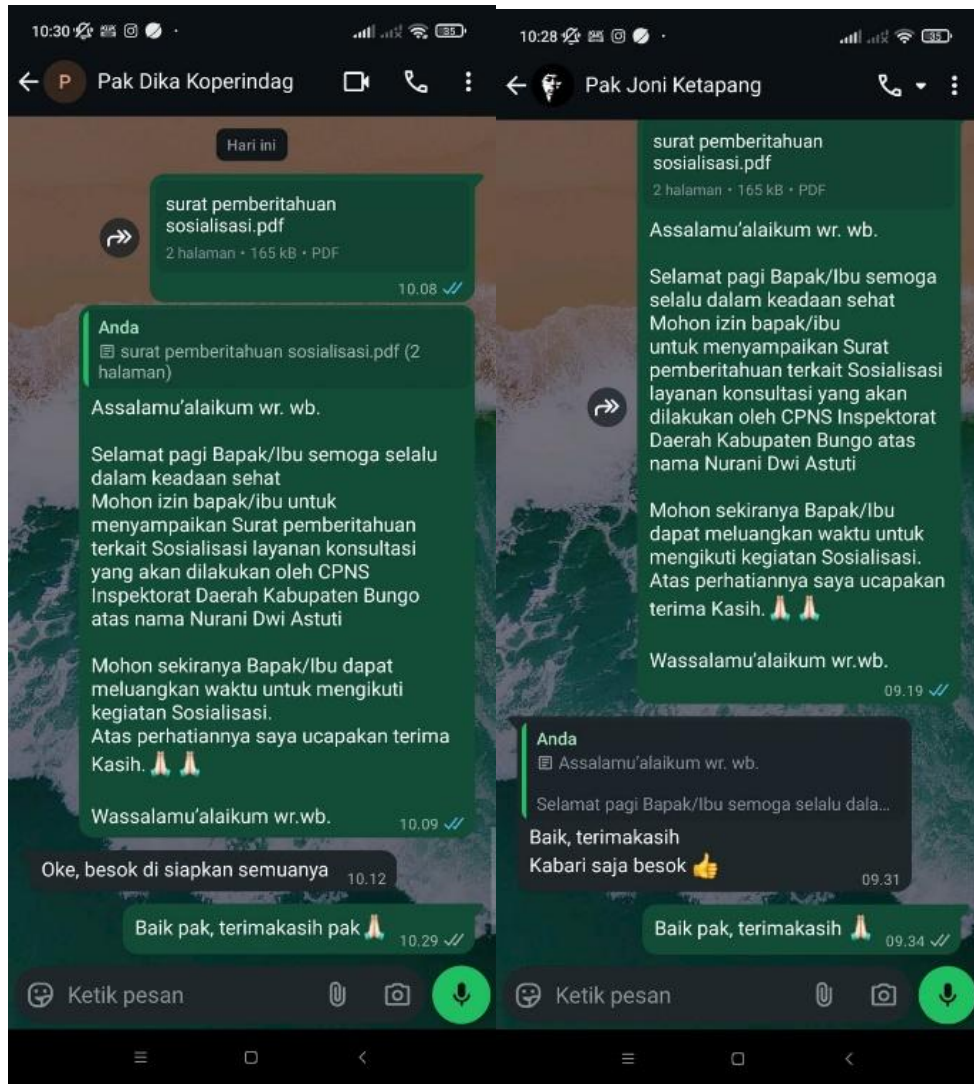 10:30
35
P Pak Dika Koperindag
Hari ini
surat pemberitahuan
sosialisasi.pdf
2 halaman • 165 kB • PDF
10.08
Anda
surat pemberitahuan sosialisasi.pdf (2
halaman)
Assalamu'alaikum wr. wb.
Selamat pagi Bapak/Ibu semoga selalu
dalam keadaan sehat
Mohon izin bapak/ibu untuk
menyampaikan Surat pemberitahuan
terkait Sosialisasi layanan konsultasi
yang akan dilakukan oleh CPNS
Inspektorat Daerah Kabupaten Bungo
atas nama Nurani Dwi Astuti
Mohon sekiranya Bapak/Ibu dapat
meluangkan waktu untuk mengikuti
kegiatan Sosialisasi.
Atas perhatiannya saya ucapakan terima
Kasih. 🙏🏻 🙏🏻
Wassalamu'alaikum wr.wb.
10.09
Oke, besok di siapkan semuanya 10.12
Baik pak, terimakasih pak 🙏🏻 10.29
Ketik pesan
10:28
35
Pak Joni Ketapang
surat pemberitahuan
sosialisasi.pdf
2 halaman • 165 kB • PDF
Assalamu'alaikum wr. wb.
Selamat pagi Bapak/Ibu semoga
selalu dalam keadaan sehat
Mohon izin bapak/ibu
untuk menyampaikan Surat
pemberitahuan terkait Sosialisasi
layanan konsultasi yang akan
dilakukan oleh CPNS Inspektorat
Daerah Kabupaten Bungo atas
nama Nurani Dwi Astuti
Mohon sekiranya Bapak/Ibu
dapat meluangkan waktu untuk
mengikuti kegiatan Sosialisasi.
Atas perhatiannya saya ucapakan
terima Kasih. 🙏🏻 🙏🏻
Wassalamu'alaikum wr.wb.
09.19
Anda
Assalamu'alaikum wr. wb.
Selamat pagi Bapak/Ibu semoga selalu dala...
Baik, terimakasih
Kabari saja besok 👍
09.31
Baik pak, terimakasih 🙏🏻 09.34
Ketik pesan